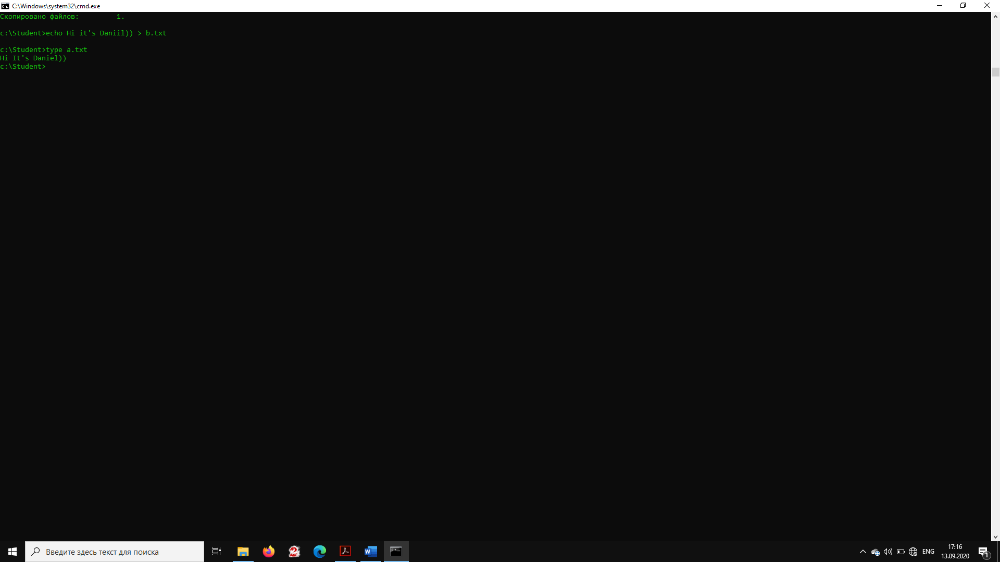 C:\Windows\system32\cmd.exe
Скопировано файлов:         1.
c:\Student>echo Hi it's Daniil)) > b.txt
c:\Student>type a.txt
Hi It's Daniel))
c:\Student>
Введите здесь текст для поиска
ENG
17:16
13.09.2020
1